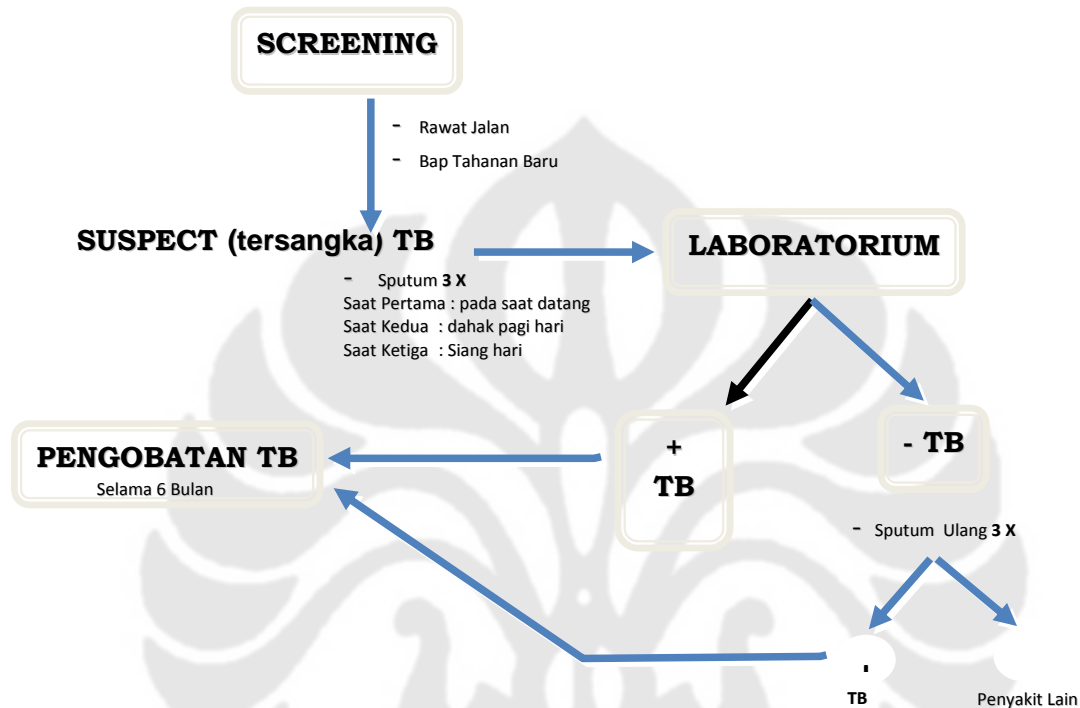 SCREENING
- Rawat Jalan
- Bap Tahanan Baru
SUSPECT (tersangka) TB
LABORATORIUM
- Sputum 3 X
Saat Pertama : pada saat datang
Saat Kedua : dahak pagi hari
Saat Ketiga : Siang hari
+
TB
- TB
PENGOBATAN TB
Selama 6 Bulan
- Sputum Ulang 3 X
TB
Penyakit Lain